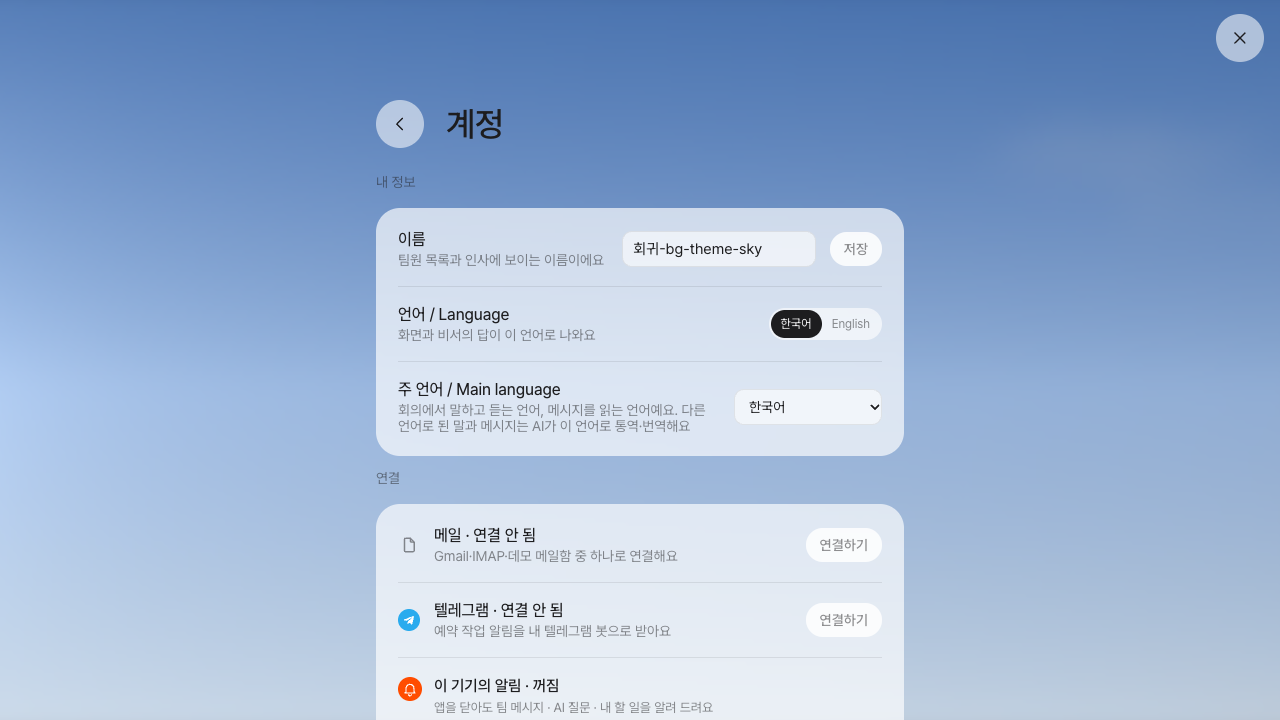 계정
내 정보
이름
팀원 목록과 인사에 보이는 이름이에요
회귀-bg-theme-sky
저장
언어 / Language
화면과 비서의 답이 이 언어로 나와요
한국어
English
주 언어 / Main language
회의에서 말하고 듣는 언어, 메시지를 읽는 언어예요. 다른
언어로 된 말과 메시지는 AI가 이 언어로 통역·번역해요
한국어
연결
메일 · 연결 안 됨
Gmail·IMAP·데모 메일함 중 하나로 연결해요
연결하기
텔레그램 · 연결 안 됨
예약 작업 알림을 내 텔레그램 봇으로 받아요
연결하기
이 기기의 알림 · 꺼짐
앱을 닫아도 팀 메시지 · AI 질문 · 내 할 일을 알려 드려요